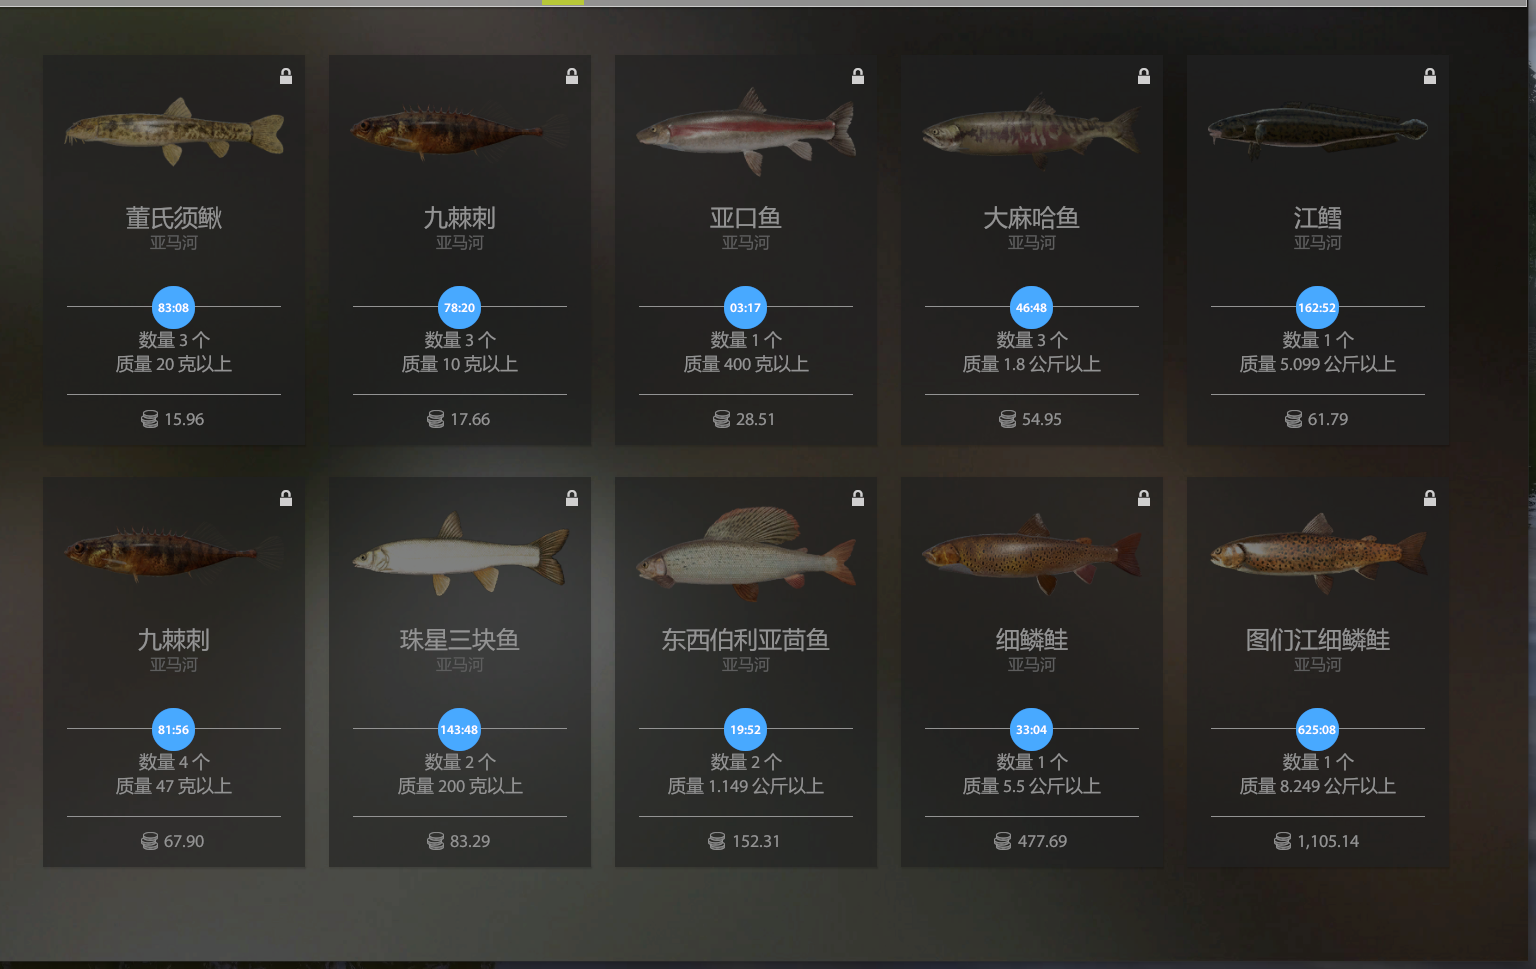 董氏须鳅
亚马河
83:08
数量 3 个
质量 20 克以上
15.96
九棘刺
亚马河
78:20
数量 3 个
质量 10 克以上
17.66
亚口鱼
亚马河
03:17
数量 1 个
质量 400 克以上
28.51
大麻哈鱼
亚马河
46:48
数量 3 个
质量 1.8 公斤以上
54.95
江鳕
亚马河
162:52
数量 1 个
质量 5.099 公斤以上
61.79
九棘刺
亚马河
81:56
数量 4 个
质量 47 克以上
67.90
珠星三块鱼
亚马河
143:48
数量 2 个
质量 200 克以上
83.29
东西伯利亚茴鱼
亚马河
19:52
数量 2 个
质量 1.149 公斤以上
152.31
细鳞鲑
亚马河
33:04
数量 1 个
质量 5.5 公斤以上
477.69
图们江细鳞鲑
亚马河
625:08
数量 1 个
质量 8.249 公斤以上
1,105.14